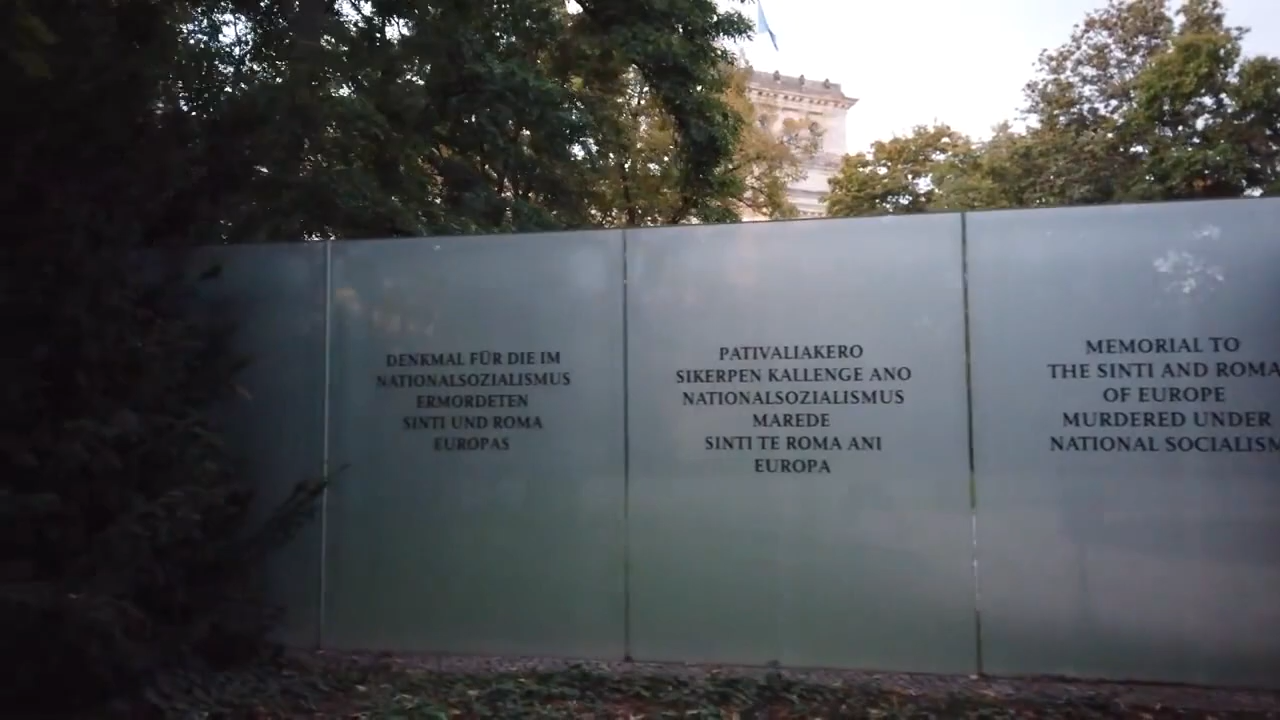 DENKMAL FÜR DIE IM
NATIONALSOZIALISMUS
ERMORDETEN
SINTI UND ROMA
EUROPAS
PATIVALIAKERO
SIKERPEN KALLENGE ANO
NATIONALSOZIALISMUS
MAREDE
SINTI TE ROMA ANI
EUROPA
MEMORIAL TO
THE SINTI AND ROMA
OF EUROPE
MURDERED UNDER
NATIONAL SOCIALISM